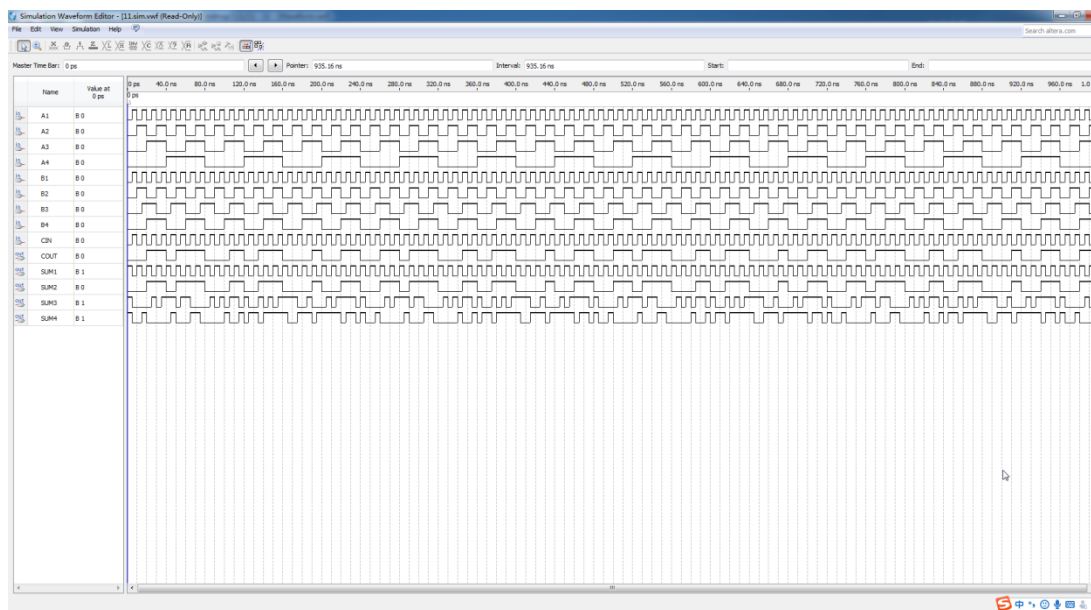 Simulation Waveform Editor - [11.sim.vwf (Read-Only)]
File Edit View Simulation Help
Search altera.com
Master Time Bar: 0 ps Pointer: 935.16 ns Interval: 935.16 ns Start: End:
Name Value at 0 ps
0 ps 40.0 ns 80.0 ns 120.0 ns 160.0 ns 200.0 ns 240.0 ns 280.0 ns 320.0 ns 360.0 ns 400.0 ns 440.0 ns 480.0 ns 520.0 ns 560.0 ns 600.0 ns 640.0 ns 680.0 ns 720.0 ns 760.0 ns 800.0 ns 840.0 ns 880.0 ns 920.0 ns 960.0 ns 1.0
0 ps
A1 B 0
A2 B 0
A3 B 0
A4 B 0
B1 B 0
B2 B 0
B3 B 0
B4 B 0
CIN B 0
COUT B 0
SUM1 B 1
SUM2 B 0
SUM3 B 1
SUM4 B 1
中